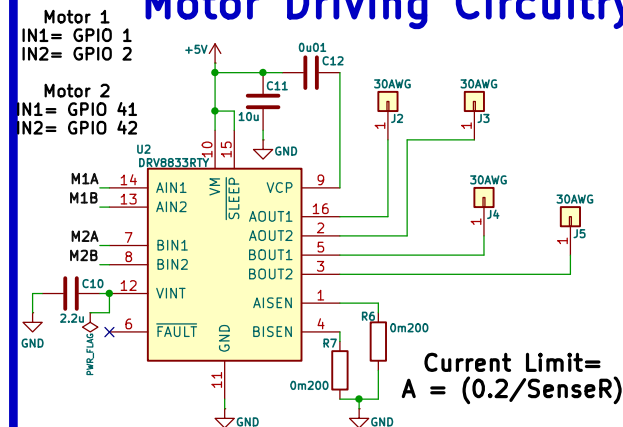 Motor Driving Circuitry
Motor 1
IN1= GPIO 1
IN2= GPIO 2
Motor 2
IN1= GPIO 41
IN2= GPIO 42
+5V
0u01
C12
C11
10u
GND
30AWG
J2
1
30AWG
J3
1
30AWG
J4
1
30AWG
J5
1
U2
DRV8833RTY
10
15
VM
SLEEP
M1A
14
AIN1
M1B
13
AIN2
M2A
7
BIN1
M2B
8
BIN2
C10
2.2u
12
VINT
GND
PWR_FLAG
6
FAULT
GND
11
GND
VCP
9
AOUT1
16
AOUT2
2
BOUT1
5
BOUT2
3
AISEN
1
BISEN
4
R6
0m200
R7
0m200
GND
Current Limit=
A = (0.2/SenseR)